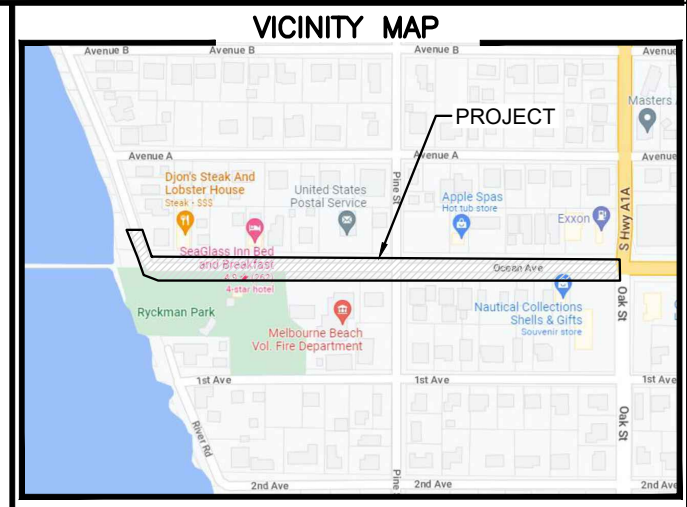 VICINITY MAP
Avenue B
Avenue B
Avenue B
Avenue
Masters
PROJECT
Avenue A
Avenue A
Avenue
Djon's Steak And
Lobster House
Steak · $$$
United States
Postal Service
Pine St
Apple Spas
Hot tub store
Exxon
S Hwy A1A
SeaGlass Inn Bed
and Breakfast
4-star hotel
Ocean Ave
Ryckman Park
Melbourne Beach
Vol. Fire Department
Nautical Collections
Shells & Gifts
Souvenir store
Oak St
1st Ave
1st Ave
1st Ave
River Rd
Oak St
Pine
2nd Ave
2nd Ave
2nd Ave